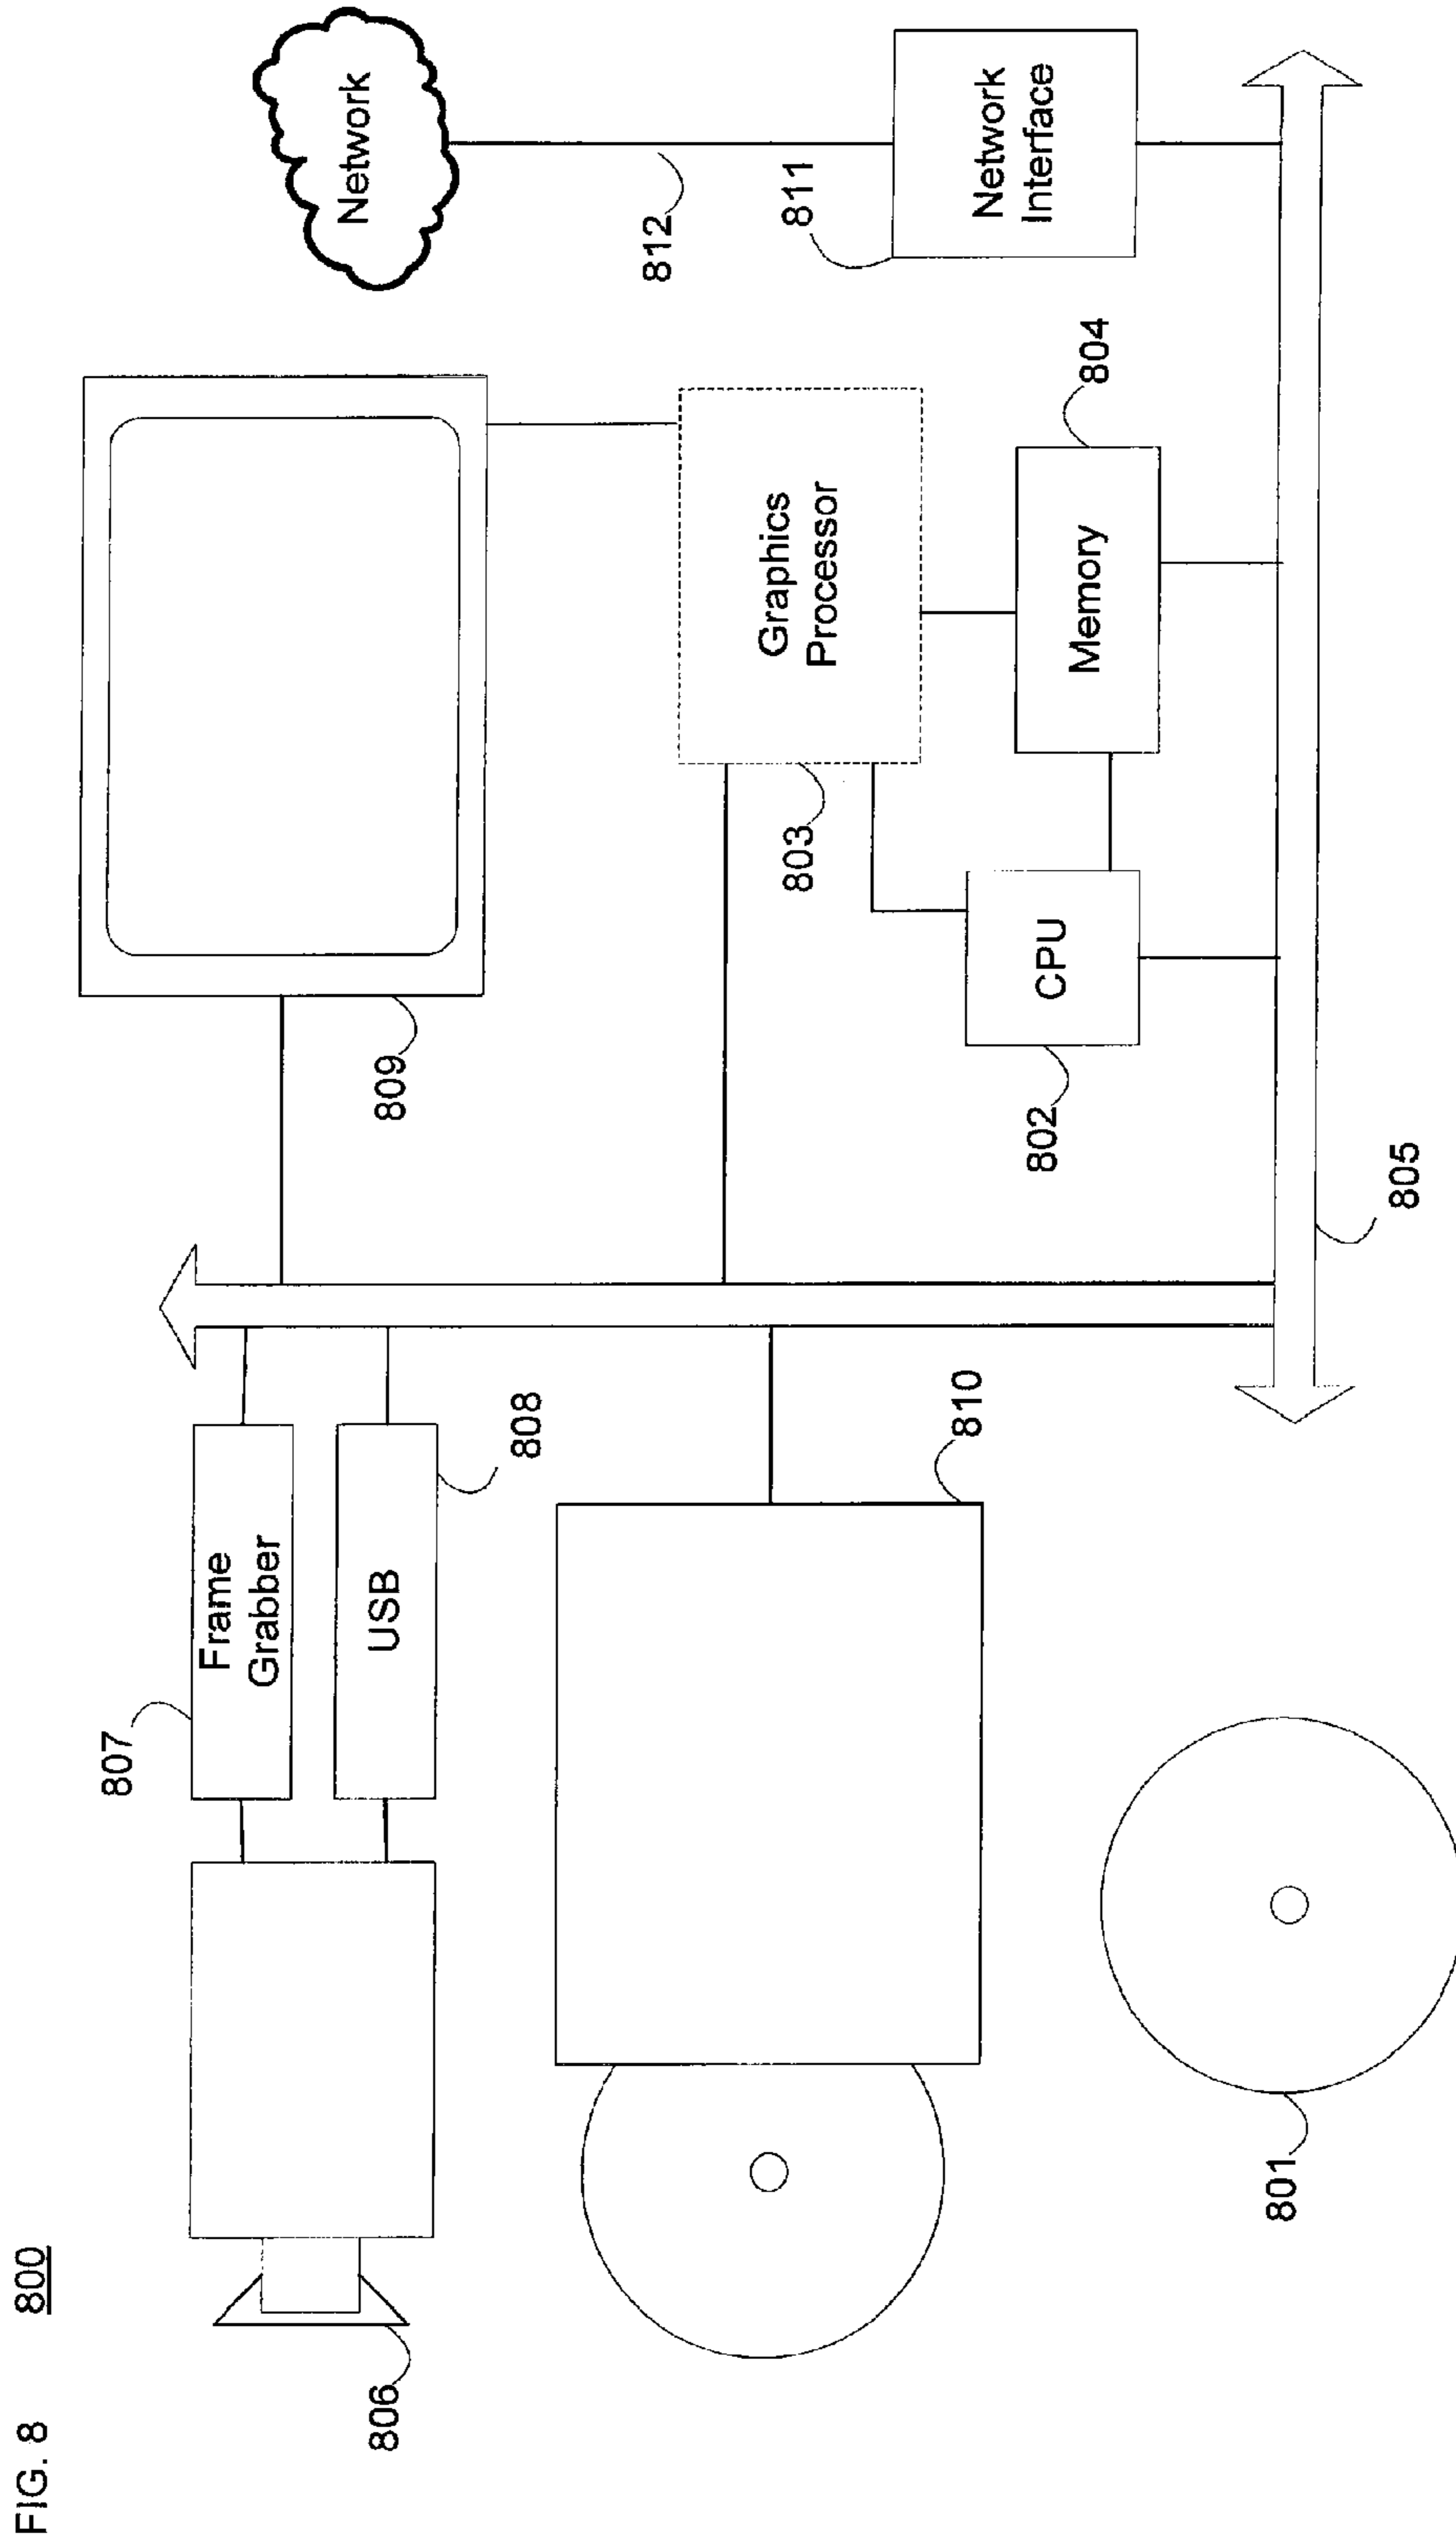 FIG. 8
800
806
807
Frame
Grabber
USB
808
809
Network
812
811
Network
Interface
Graphics
Processor
803
804
Memory
CPU
802
810
805
801